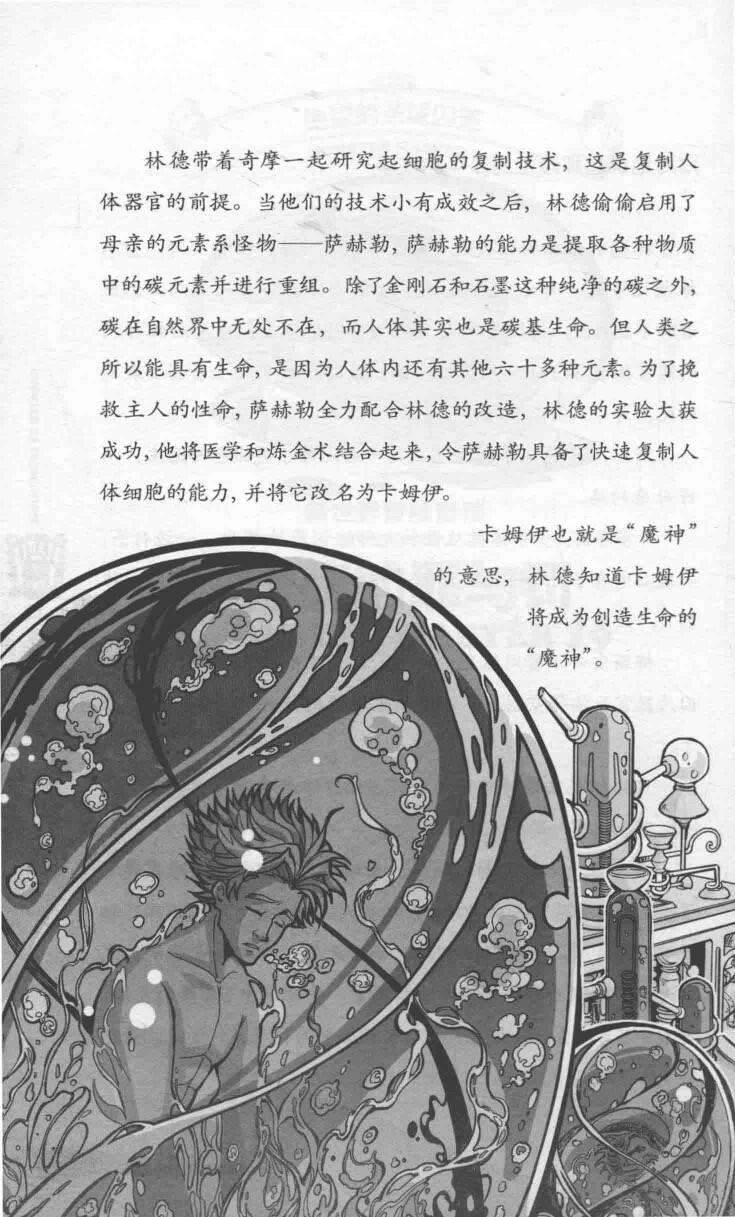 林德带着奇摩一起研究起细胞的复制技术，这是复制人
体器官的前提。当他们的技术小有成效之后，林德偷偷启用了
母亲的元素系怪物——萨赫勒，萨赫勒的能力是提取各种物质
中的碳元素并进行重组。除了金刚石和石墨这种纯净的碳之外，
碳在自然界中无处不在，而人体其实也是碳基生命。但人类之
所以能具有生命，是因为人体内还有其他六十多种元素。为了挽
救主人的性命，萨赫勒全力配合林德的改造，林德的实验大获
成功，他将医学和炼金术结合起来，令萨赫勒具备了快速复制人
体细胞的能力，并将它改名为卡姆伊。
卡姆伊也就是“魔神”
的意思，林德知道卡姆伊
将成为创造生命的
“魔神”。